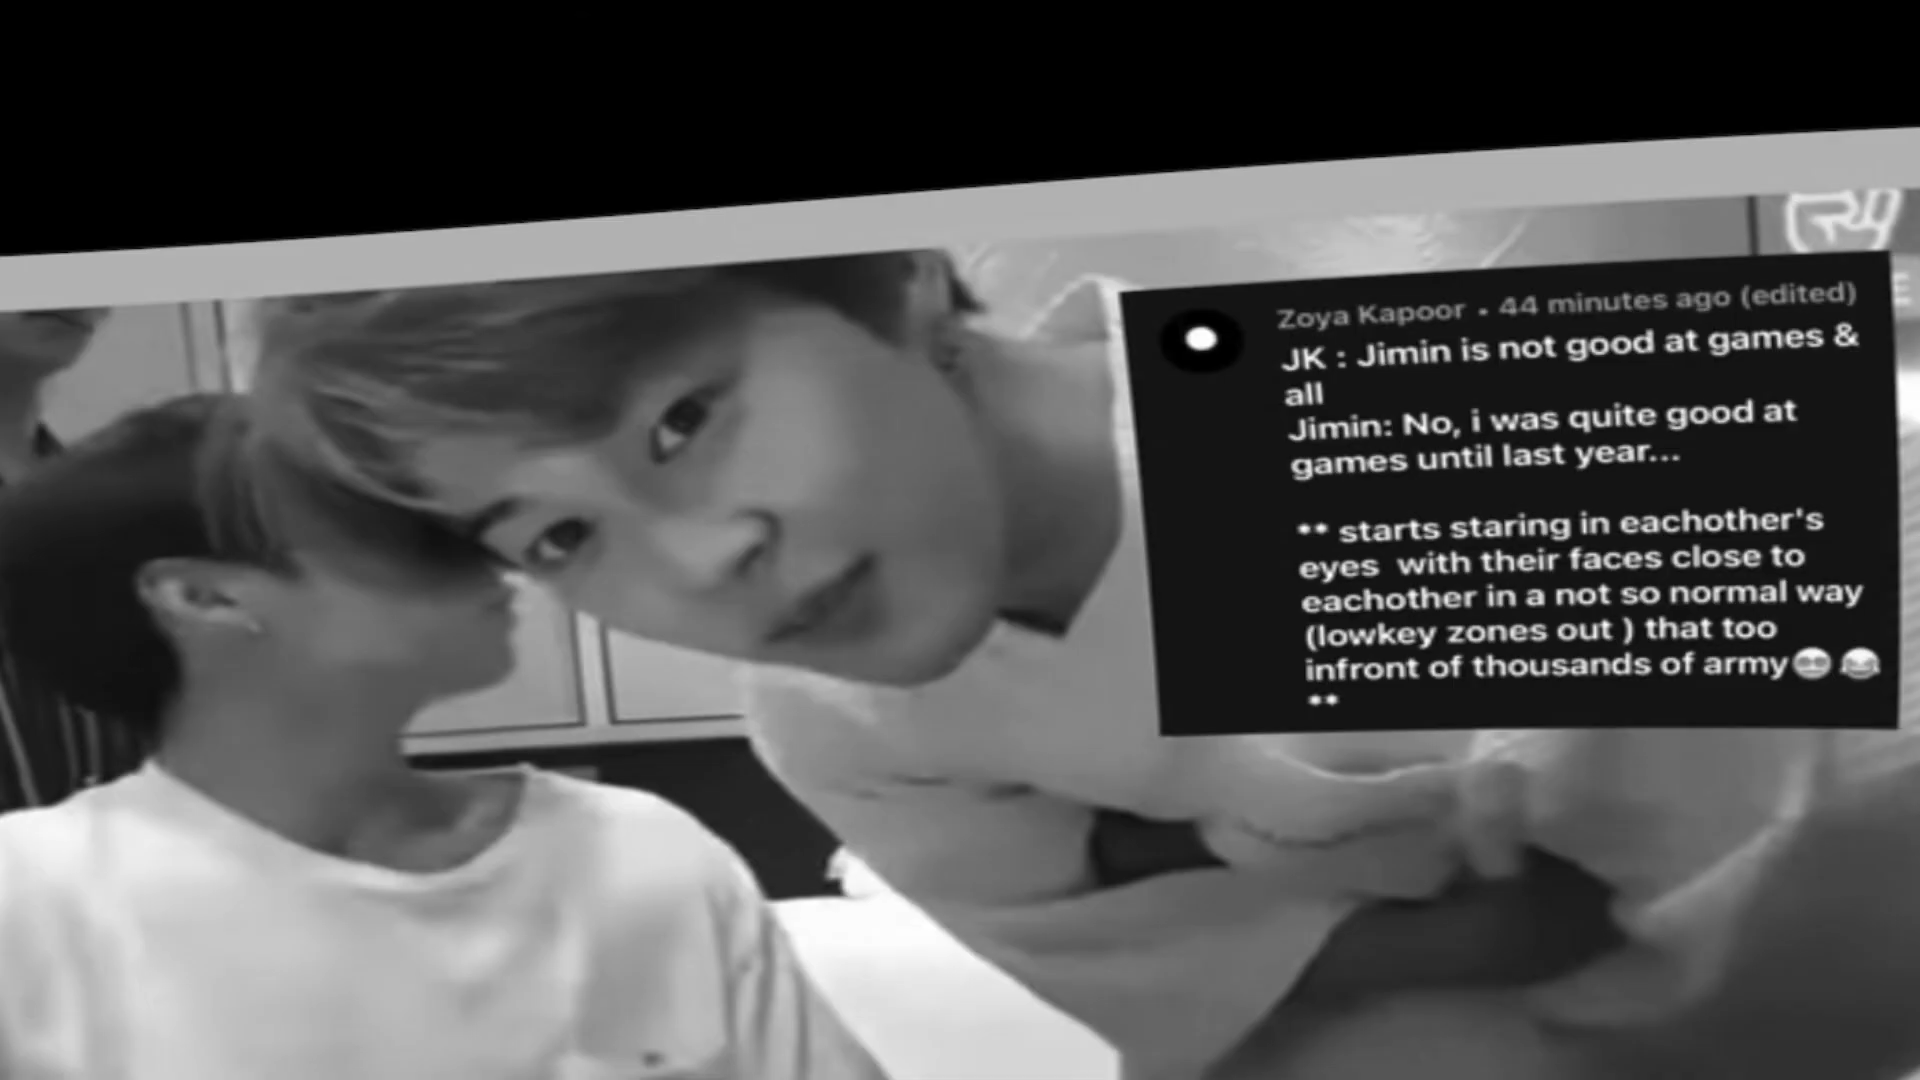 Zoya Kapoor • 44 minutes ago (edited)
JK : Jimin is not good at games &
all
Jimin: No, i was quite good at
games until last year...
** starts staring in eachother's
eyes with their faces close to
eachother in a not so normal way
(lowkey zones out ) that too
infront of thousands of army😳😂
**